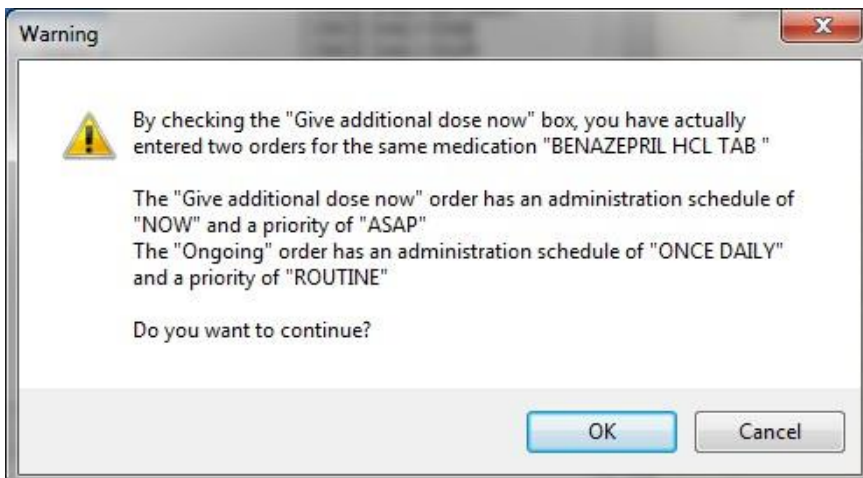 Warning
By checking the "Give additional dose now" box, you have actually
entered two orders for the same medication "BENAZEPRIL HCL TAB "
The "Give additional dose now" order has an administration schedule of
"NOW" and a priority of "ASAP"
The "Ongoing" order has an administration schedule of "ONCE DAILY"
and a priority of "ROUTINE"
Do you want to continue?
OK
Cancel